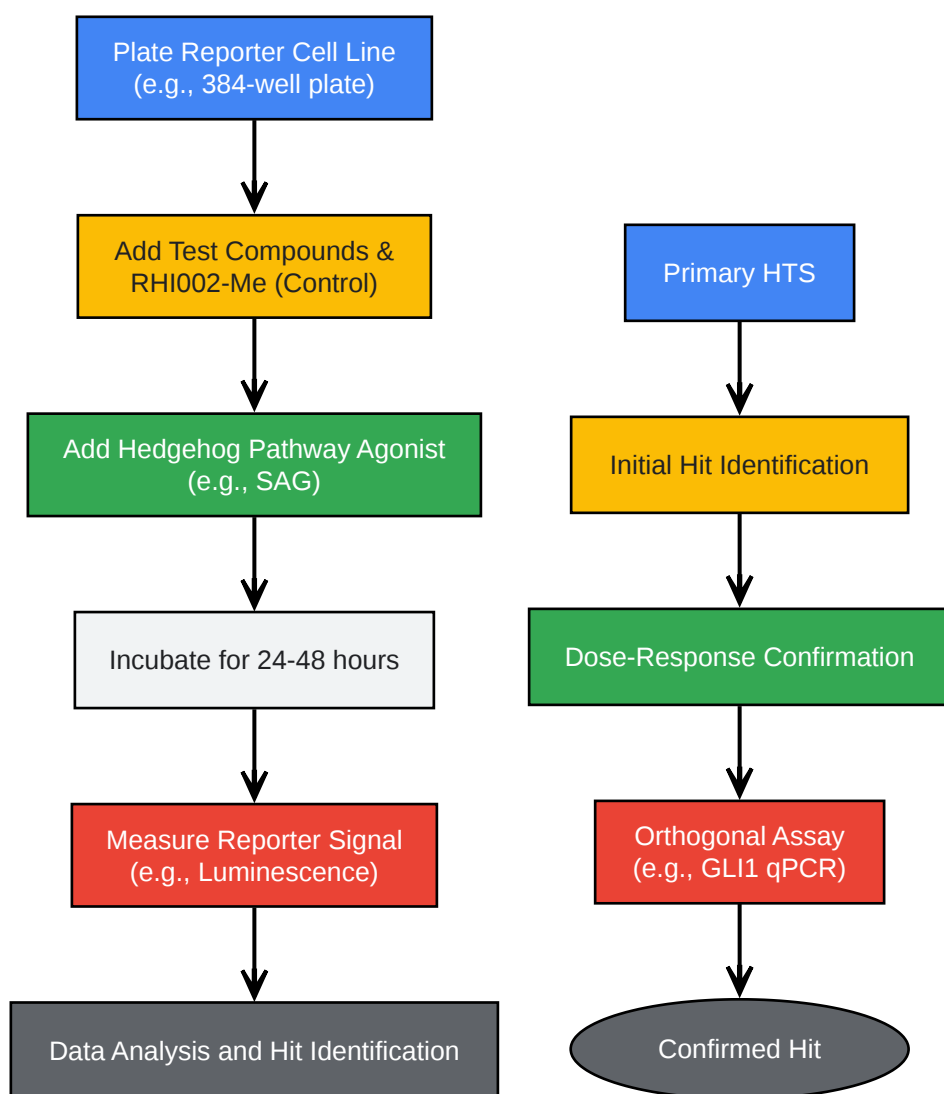 Plate Reporter Cell Line
(e.g., 384-well plate)
Add Test Compounds &
RHI002-Me (Control)
Add Hedgehog Pathway Agonist
(e.g., SAG)
Incubate for 24-48 hours
Measure Reporter Signal
(e.g., Luminescence)
Data Analysis and Hit Identification
Primary HTS
Initial Hit Identification
Dose-Response Confirmation
Orthogonal Assay
(e.g., GLI1 qPCR)
Confirmed Hit